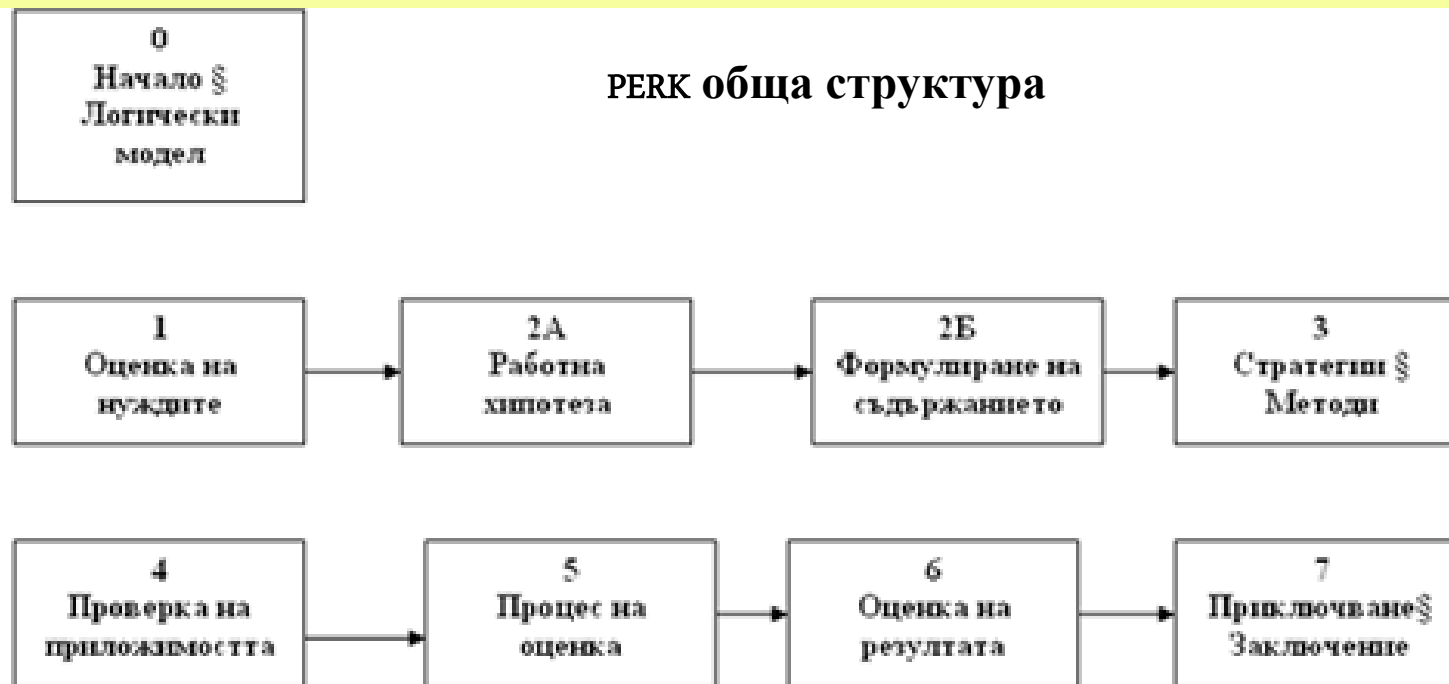 0
Начало §
Логически
модел
PERK обща структура
1
Оценка на
нуждите
2А
Работна
хипотеза
2Б
Формулиране на
съдържанието
3
Стратегии §
Методи
4
Проверка на
приложимостта
5
Процес на
оценка
6
Оценка на
резултата
7
Приключване§
Заключение